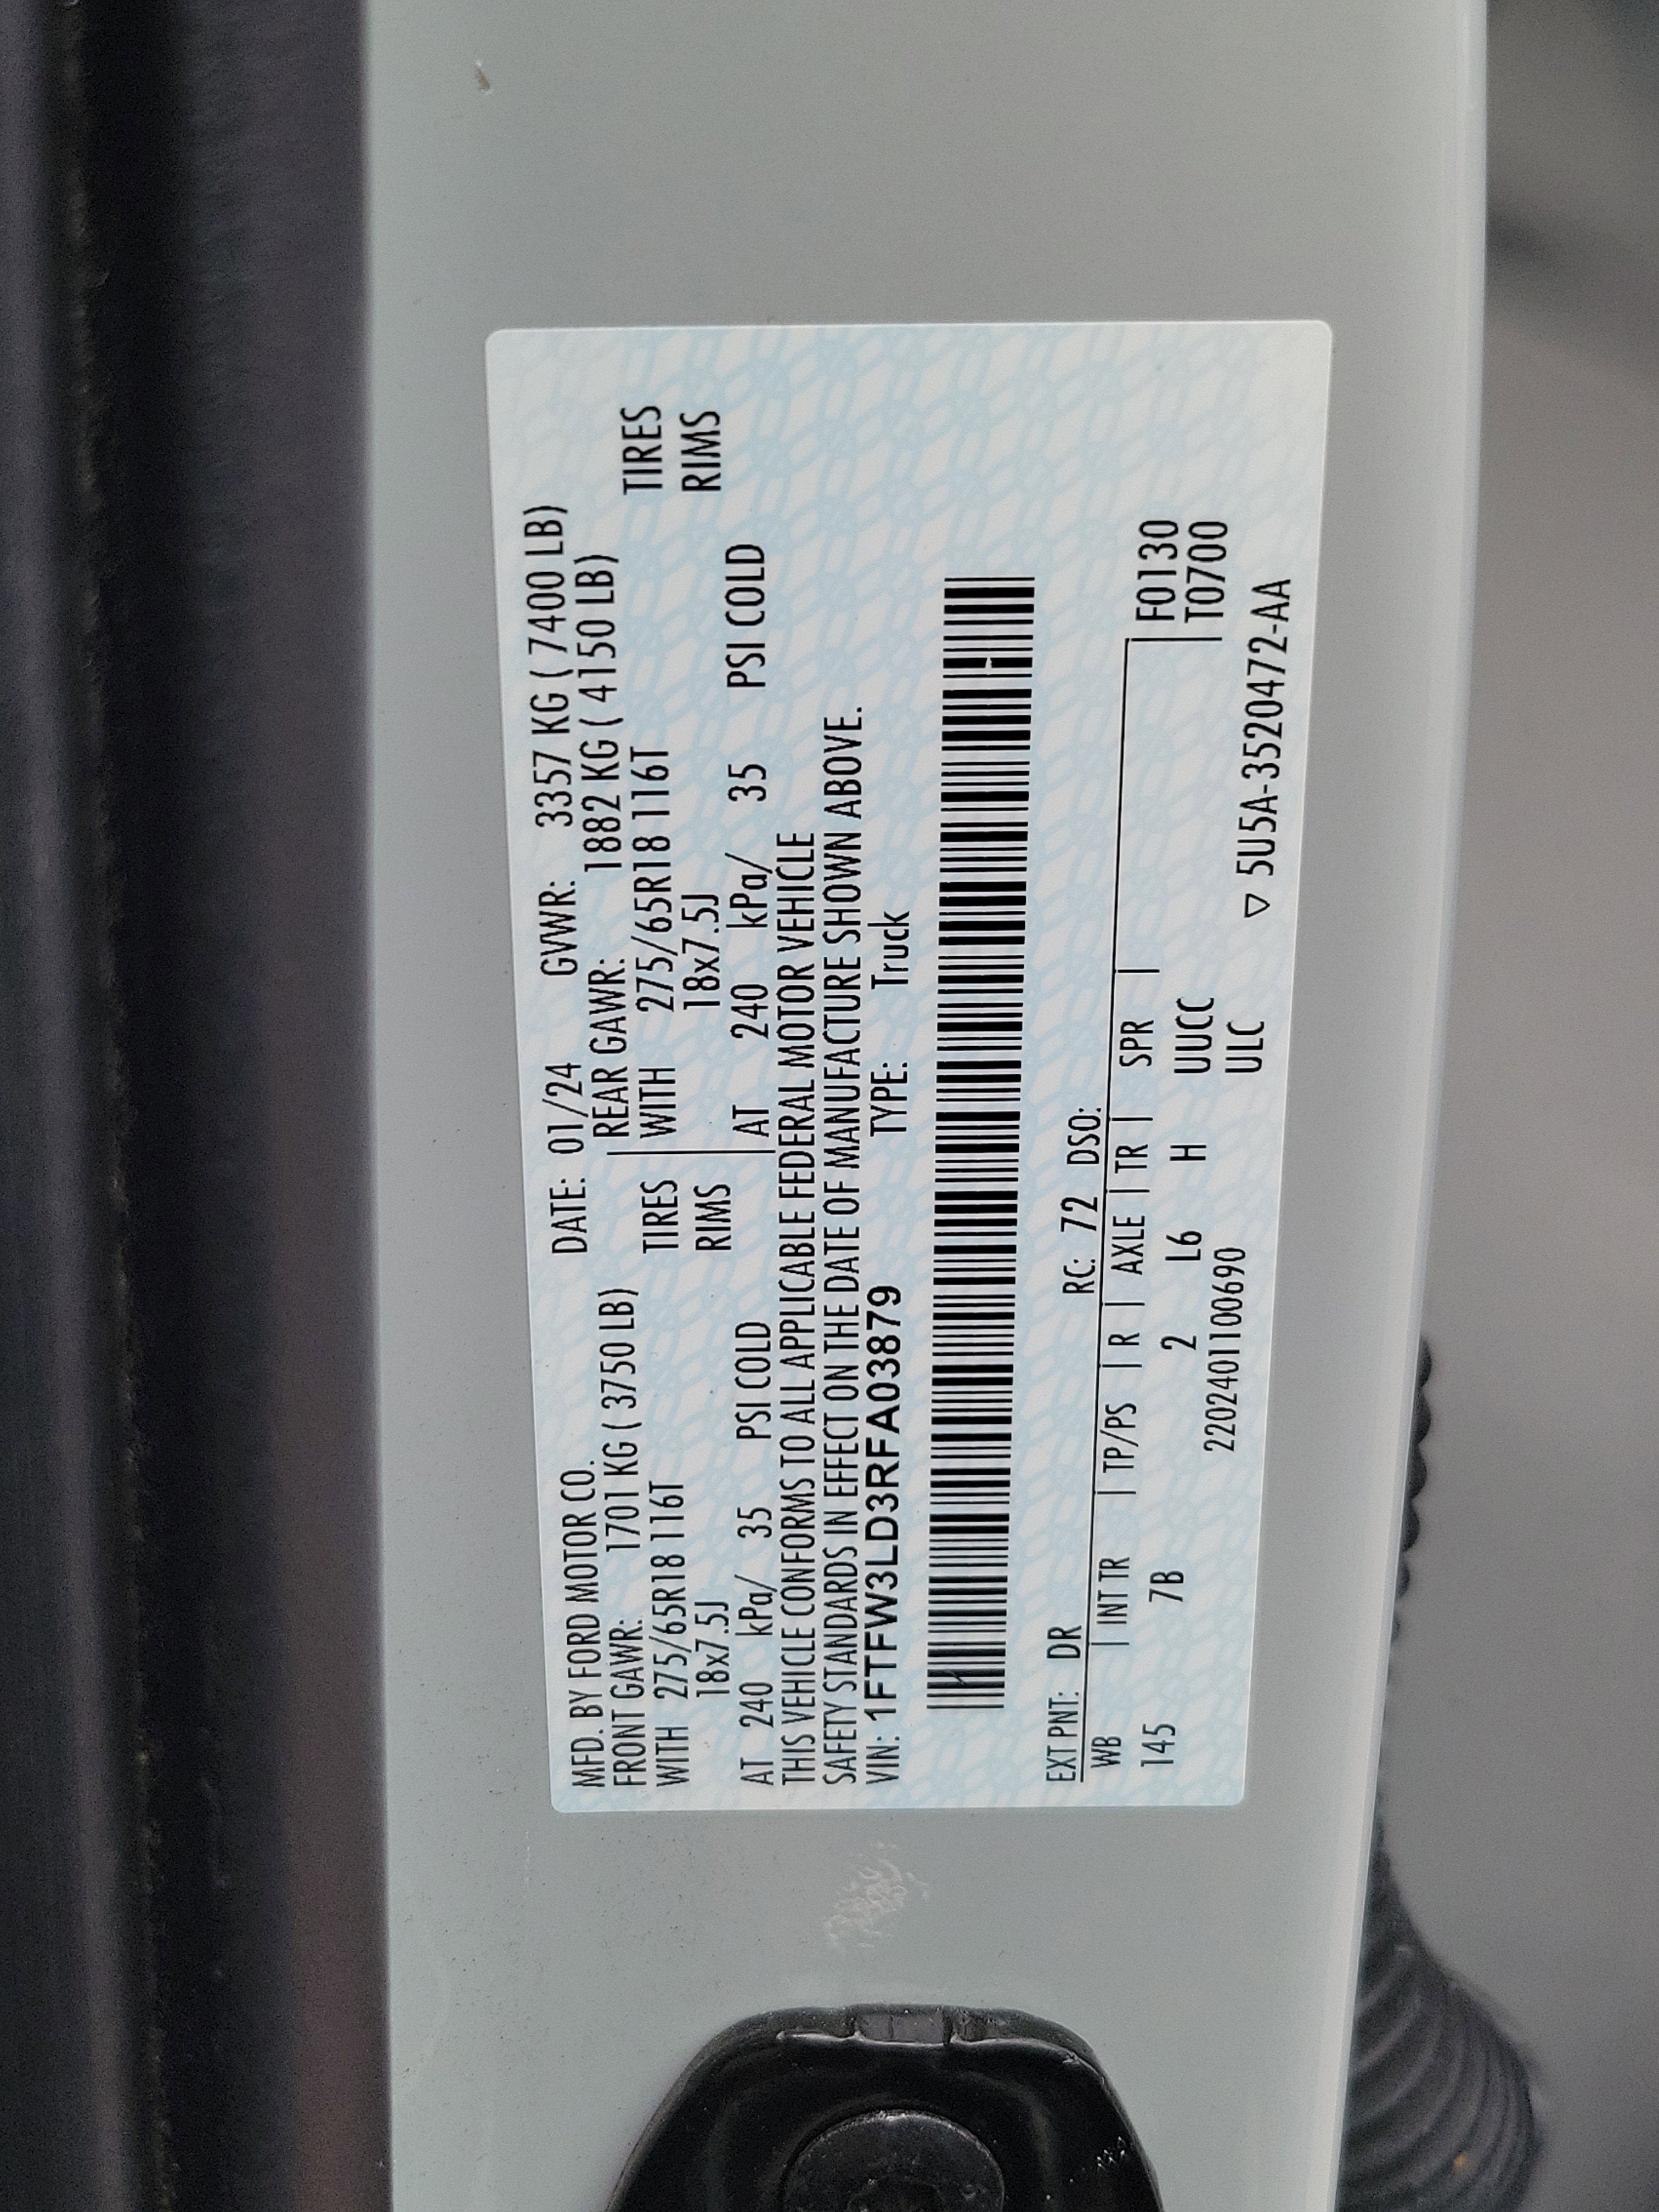 MFD. BY FORD MOTOR CO. DATE: 01/24 GVWR: 3357 KG ( 7400 LB)
FRONT GAWR: 1701 KG ( 3750 LB) REAR GAWR: 1882 KG ( 4150 LB)
WITH 275/65R18 116T TIRES WITH 275/65R18 116T TIRES
18x7.5J RIMS 18x7.5J RIMS
AT 240 kPa/ 35 PSI COLD AT 240 kPa/ 35 PSI COLD
THIS VEHICLE CONFORMS TO ALL APPLICABLE FEDERAL MOTOR VEHICLE
SAFETY STANDARDS IN EFFECT ON THE DATE OF MANUFACTURE SHOWN ABOVE.
VIN: 1FTFW3LD3RFA03879 TYPE: Truck
EXT PNT: DR RC: 72 DSO:
WB | INT TR | TP/PS | R | AXLE | TR | SPR | F0130
145 7B 2 L6 H UUCC T0700
2202401100690 ULC ▽ 5U5A-3520472-AA